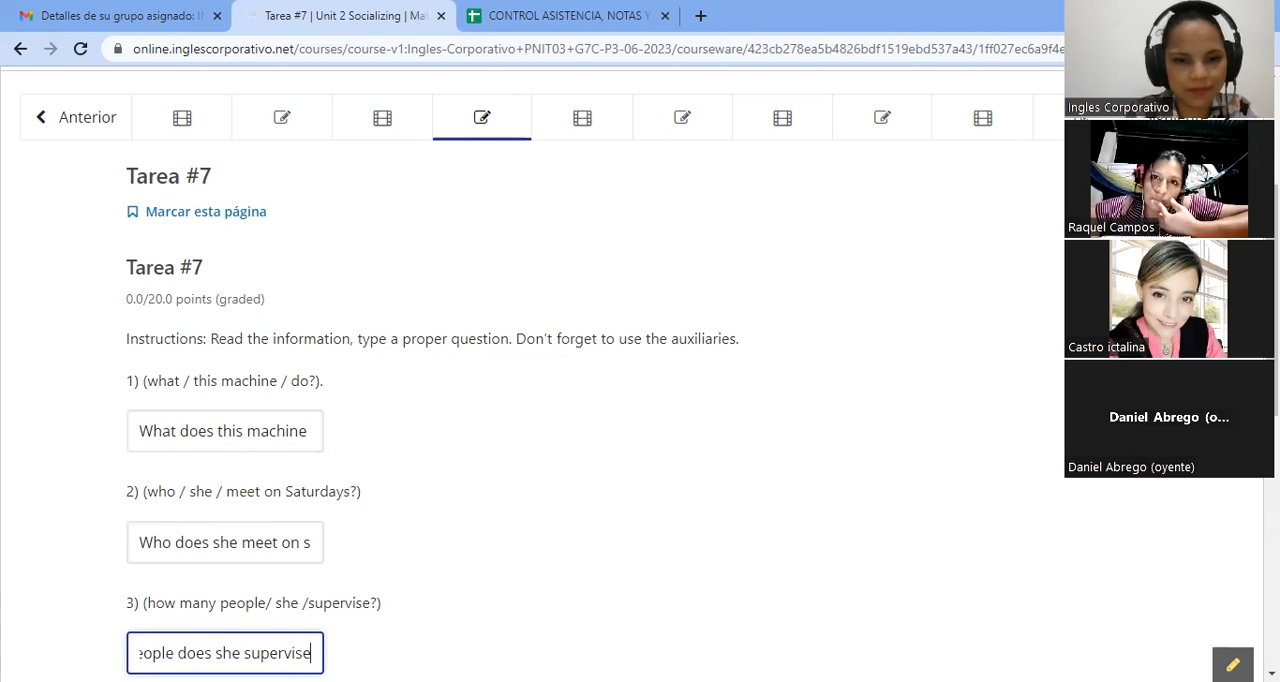 Detalles de su grupo asignado: I
Tarea #7 | Unit 2 Socializing | Ma
CONTROL ASISTENCIA, NOTAS Y
online.inglescorporativo.net/courses/course-v1:Ingles-Corporativo+PNIT03+G7C-P3-06-2023/courseware/423cb278ea5b4826bdf1519ebd537a43/1ff027ec6a9f4e
Ingles Corporativo
Anterior
Tarea #7
Marcar esta página
Raquel Campos
Tarea #7
0.0/20.0 points (graded)
Instructions: Read the information, type a proper question. Don't forget to use the auxiliaries.
Castro ictalina
1) (what / this machine / do?).
What does this machine
Daniel Abrego (o...
Daniel Abrego (oyente)
2) (who / she / meet on Saturdays?)
Who does she meet on s
3) (how many people/ she /supervise?)
eople does she supervise